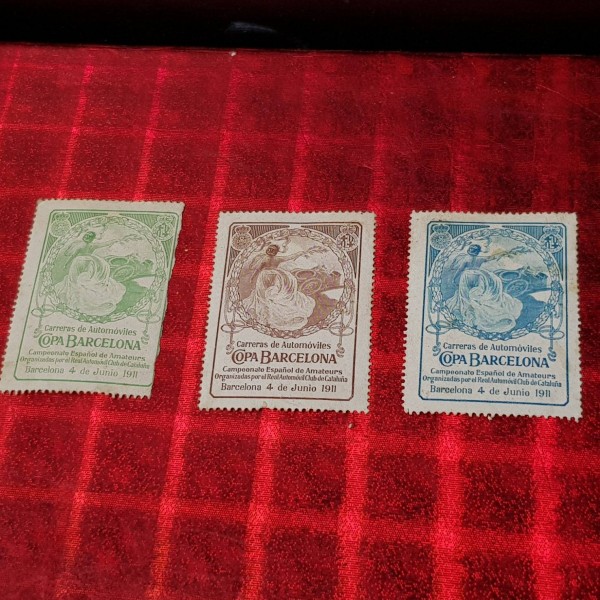 Carreras de Automóviles
COPA BARCELONA
Campeonato Español de Amateurs
Organizadas por el Real Automóvil Club de Cataluña
Barcelona 4 de Junio 1911
Carreras de Automóviles
COPA BARCELONA
Campeonato Español de Amateurs
Organizadas por el Real Automóvil Club de Cataluña
Barcelona 4 de Junio 1911
Carreras de Automóviles
COPA BARCELONA
Campeonato Español de Amateurs
Organizadas por el Real Automóvil Club de Cataluña
Barcelona 4 de Junio 1911